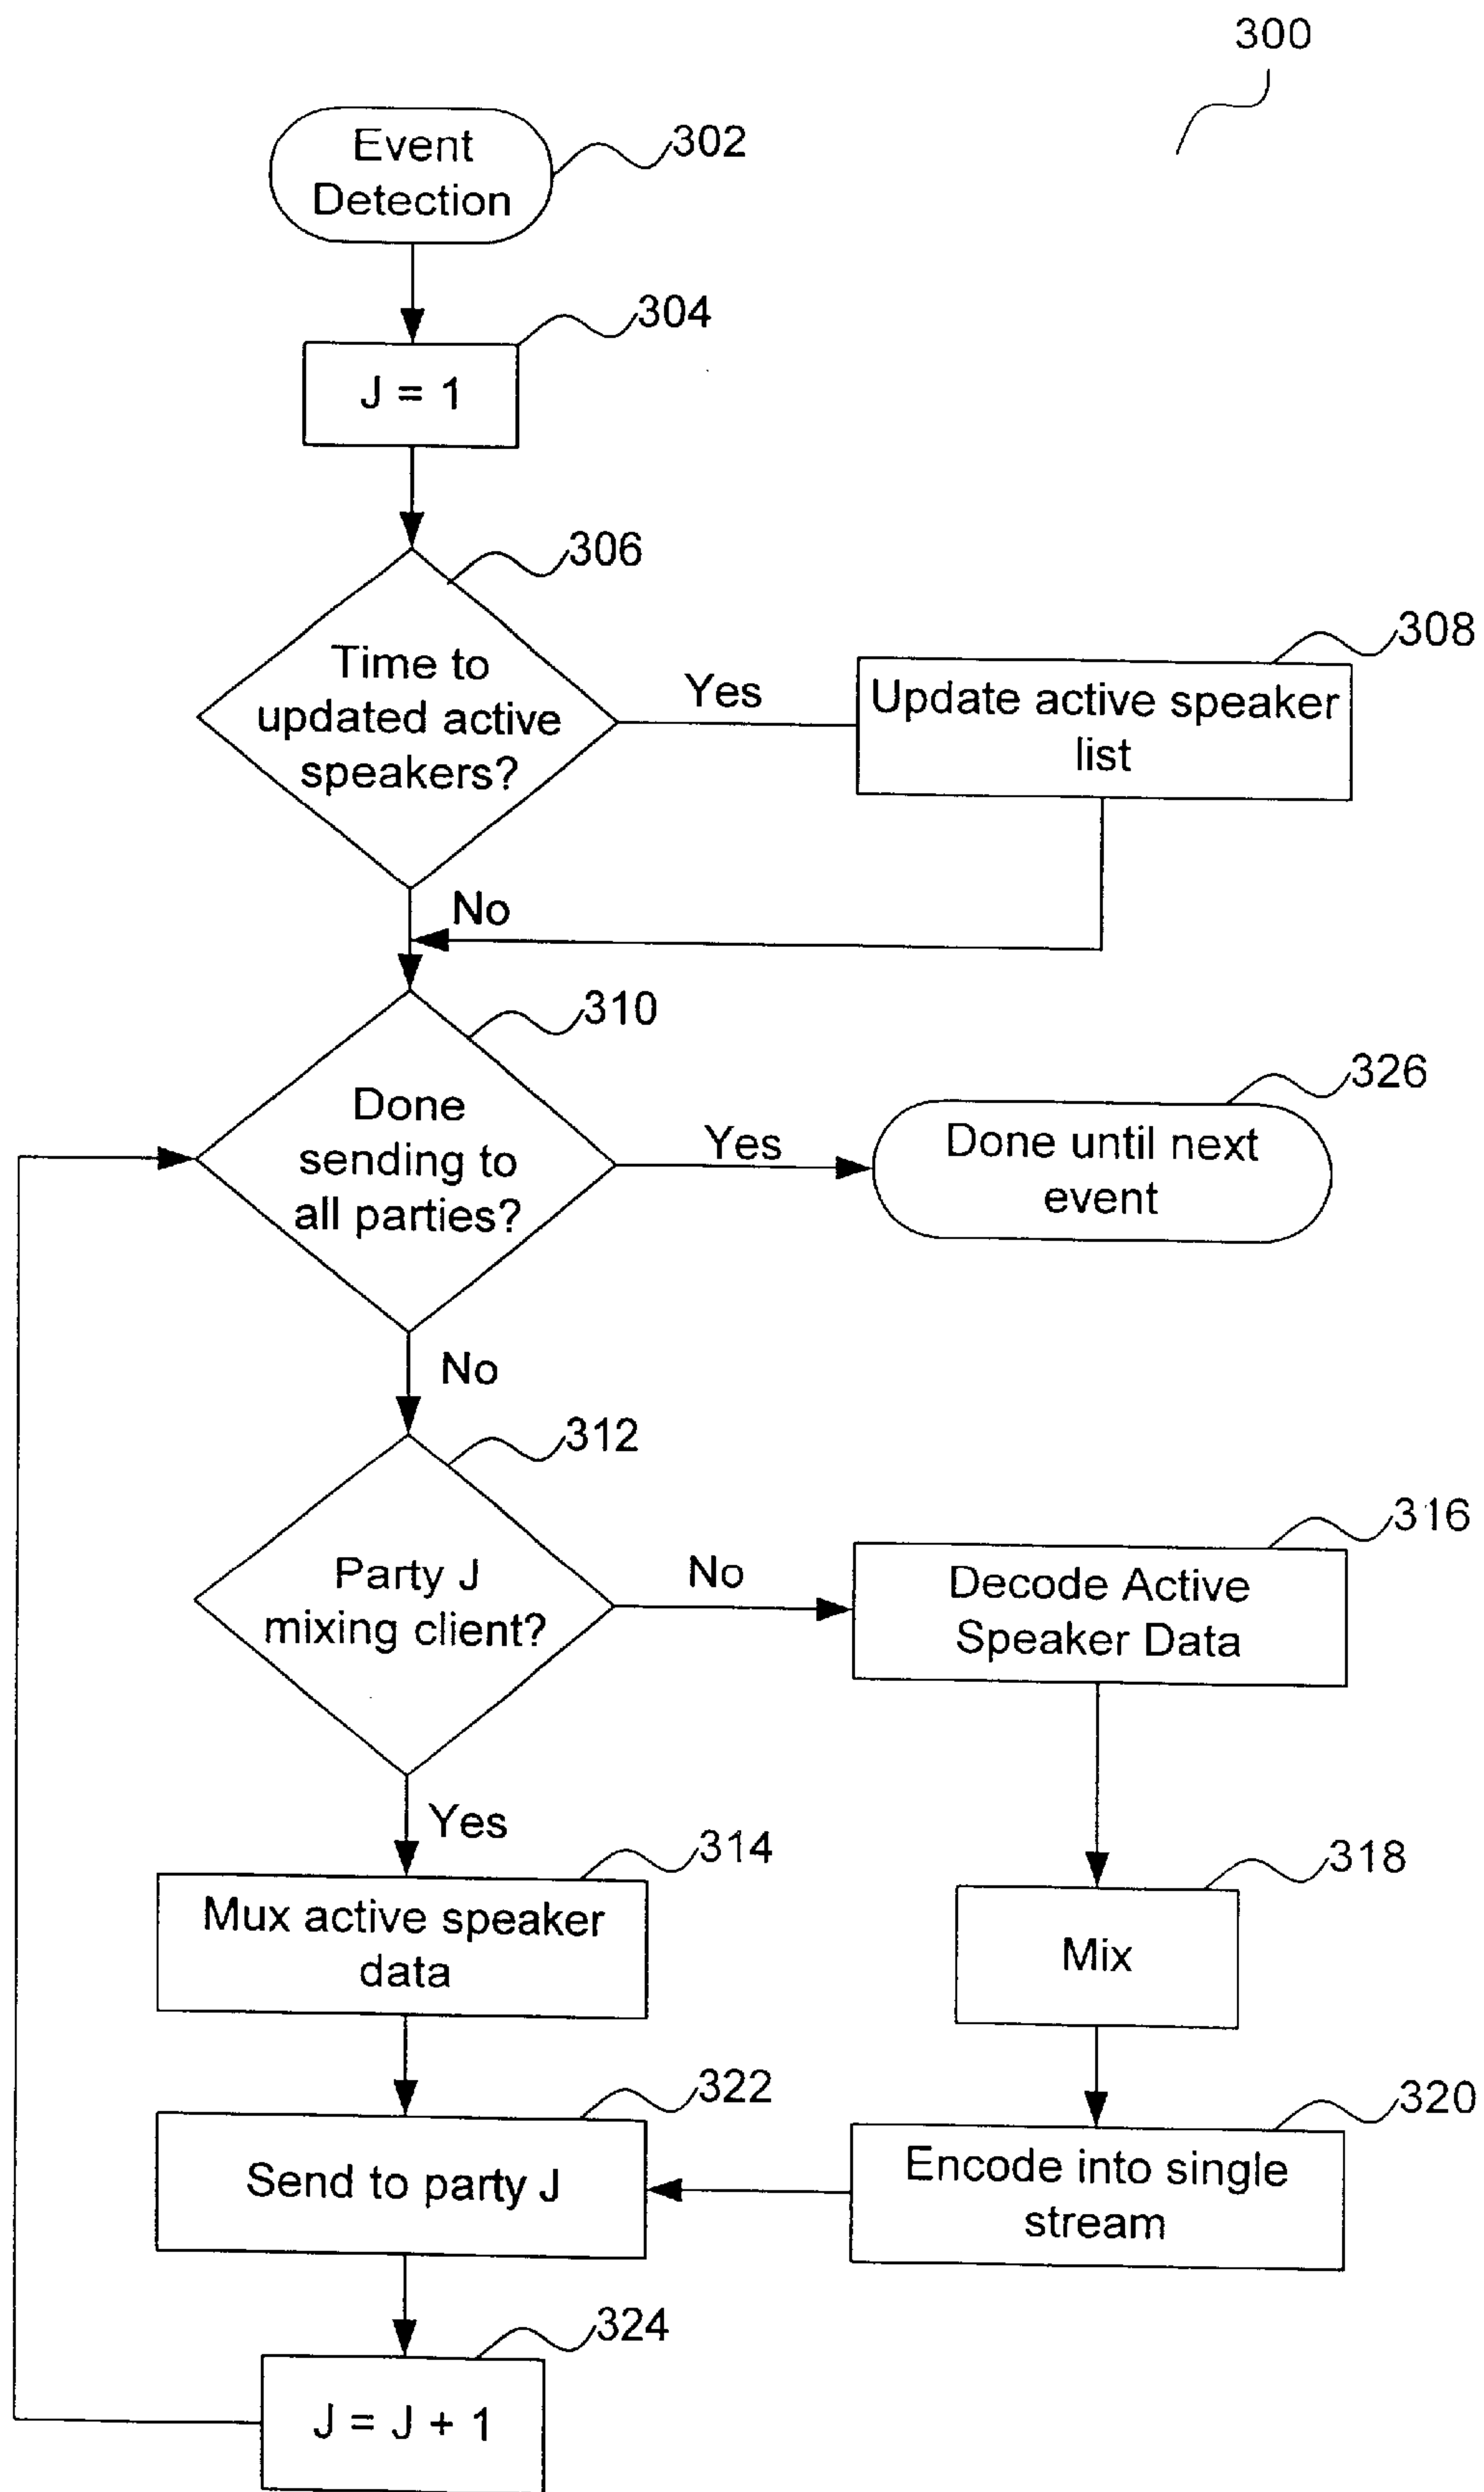 300
Event
Detection
302
304
J = 1
306
Time to
updated active
speakers?
Yes
308
Update active speaker
list
No
310
Done
sending to
all parties?
Yes
326
Done until next
event
No
312
Party J
mixing client?
No
316
Decode Active
Speaker Data
Yes
314
Mux active speaker
data
318
Mix
322
Send to party J
320
Encode into single
stream
324
J = J + 1